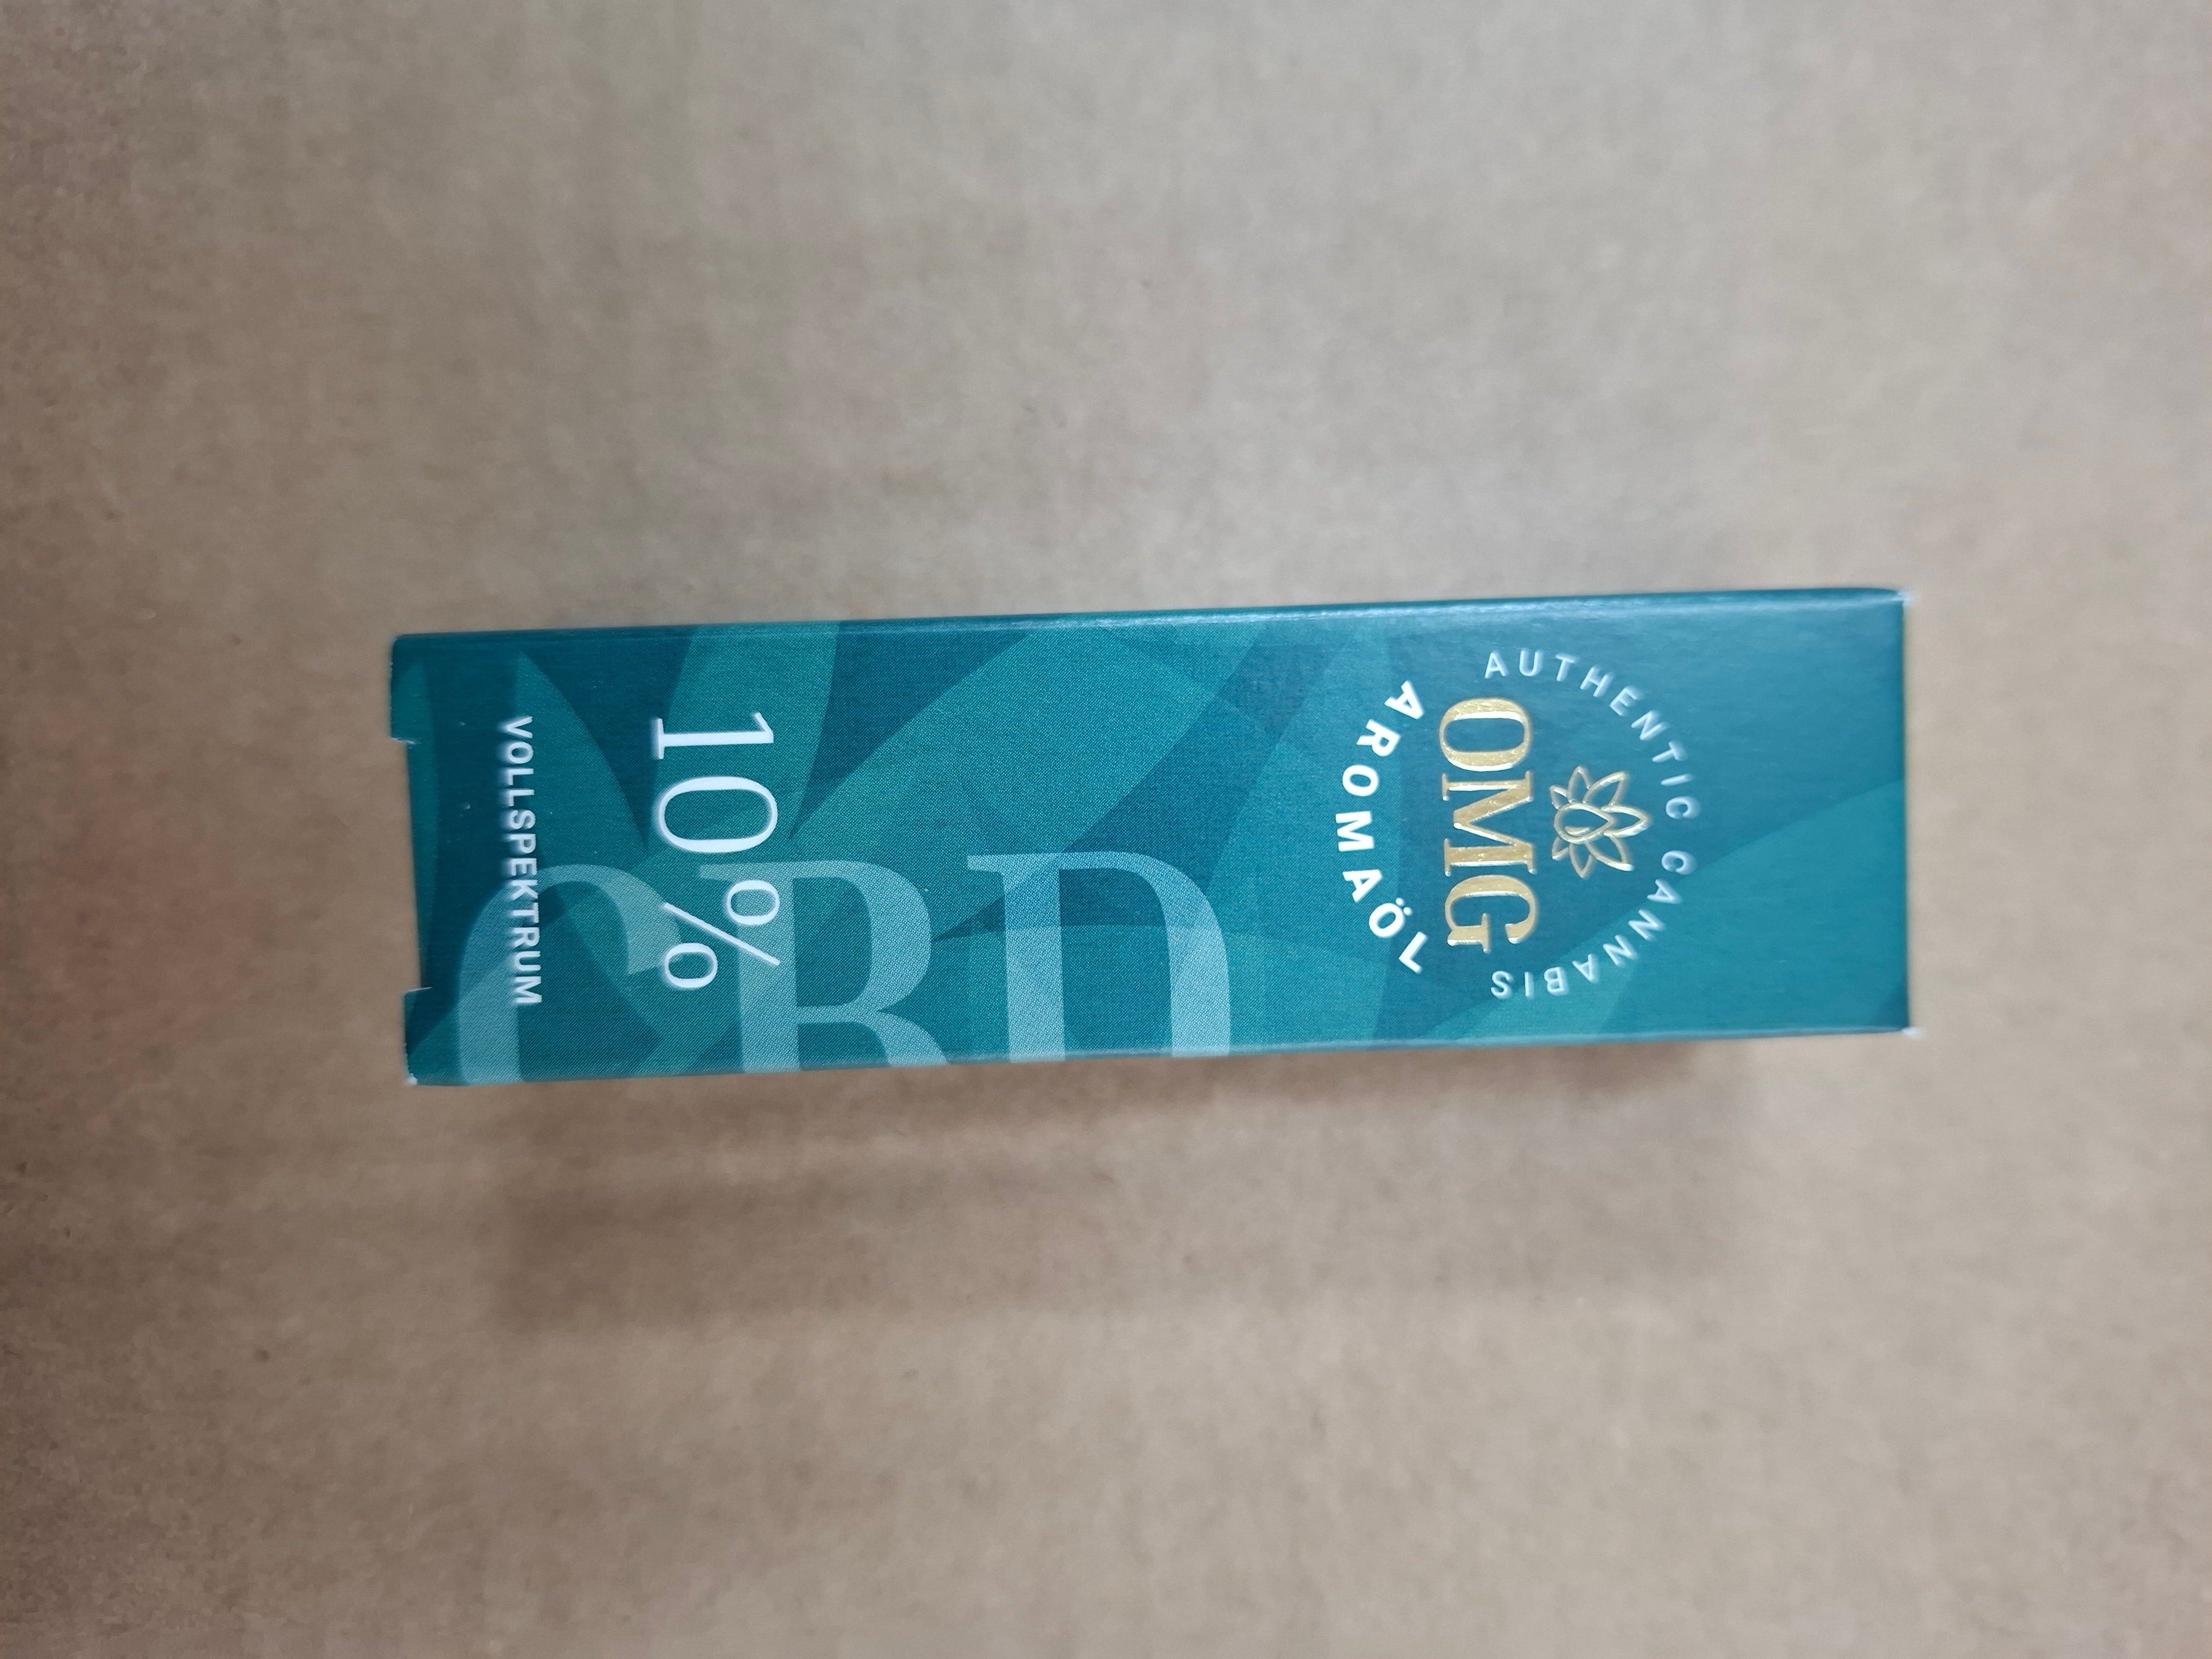 AUTHENTIC CANNABIS
OMG
AROMAÖL
CBD
10%
VOLLSPEKTRUM